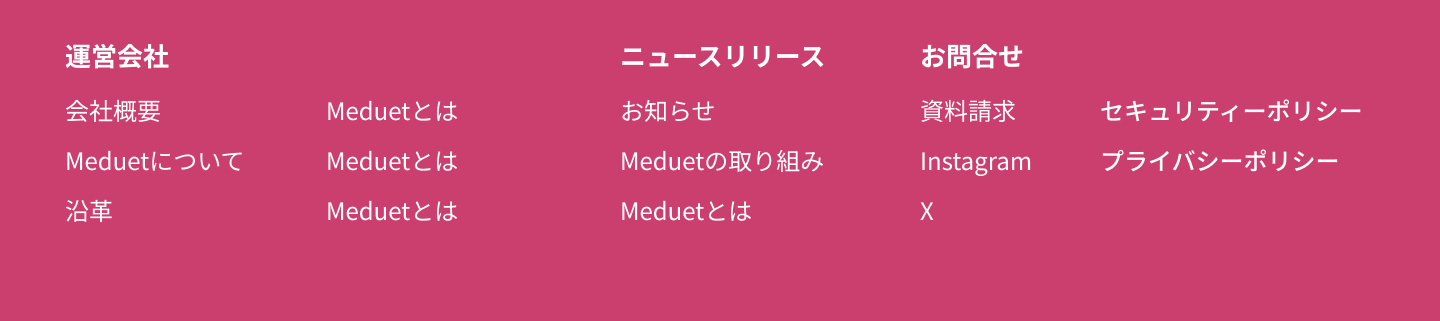 運営会社
会社概要
Meduetについて
沿革
Meduetとは
Meduetとは
Meduetとは
ニュースリリース
お知らせ
Meduetの取り組み
Meduetとは
お問合せ
資料請求
Instagram
X
セキュリティーポリシー
プライバシーポリシー